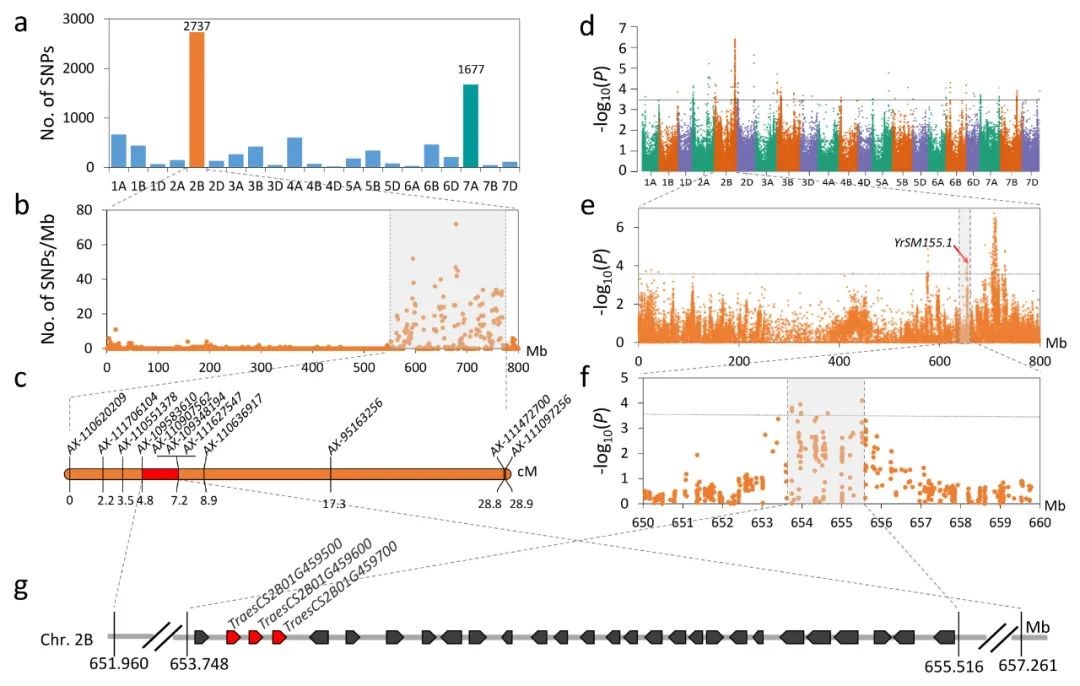 a
No. of SNPs
3000
2000
1000
0
2737
1677
1A 1B 1D 2A 2B 2D 3A 3B 3D 4A 4B 4D 5A 5B 5D 6A 6B 6D 7A 7B 7D
b
No. of SNPs/Mb
80
60
40
20
0
0 100 200 300 400 500 600 700 800 Mb
c
AX-110620209
AX-111706104
AX-110551378
AX-109583610
AX-110907562
AX-109348194
AX-111627547
AX-110636917
AX-95163256
AX-111472700
AX-111097256
cM
0 2.2 3.5 4.8 7.2 8.9 17.3 28.8 28.9
d
-log10(P)
7
6
5
4
3
2
1
0
1A 1B 1D 2A 2B 2D 3A 3B 3D 4A 4B 4D 5A 5B 5D 6A 6B 6D 7A 7B 7D
e
-log10(P)
6
4
2
0
YrSM155.1
0 200 400 600 800 Mb
f
-log10(P)
5
4
3
2
1
0
650 651 652 653 654 655 656 657 658 659 660 Mb
g
TraesCS2B01G459500
TraesCS2B01G459600
TraesCS2B01G459700
Chr. 2B
Mb
651.960 653.748 655.516 657.261